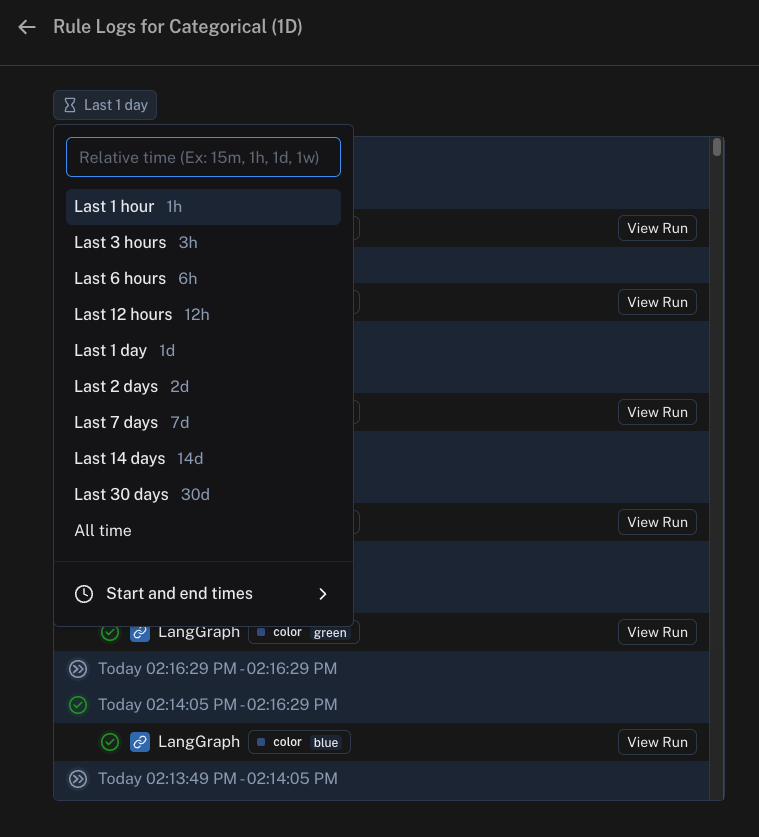 Rule Logs for Categorical (1D)
Last 1 day
Relative time (Ex: 15m, 1h, 1d, 1w)
Last 1 hour 1h
Last 3 hours 3h
View Run
Last 6 hours 6h
View Run
Last 12 hours 12h
Last 1 day 1d
Last 2 days 2d
Last 7 days 7d
View Run
Last 14 days 14d
Last 30 days 30d
All time
View Run
Start and end times
LangGraph color green View Run
Today 02:16:29 PM - 02:16:29 PM
Today 02:14:05 PM - 02:16:29 PM
LangGraph color blue View Run
Today 02:13:49 PM - 02:14:05 PM